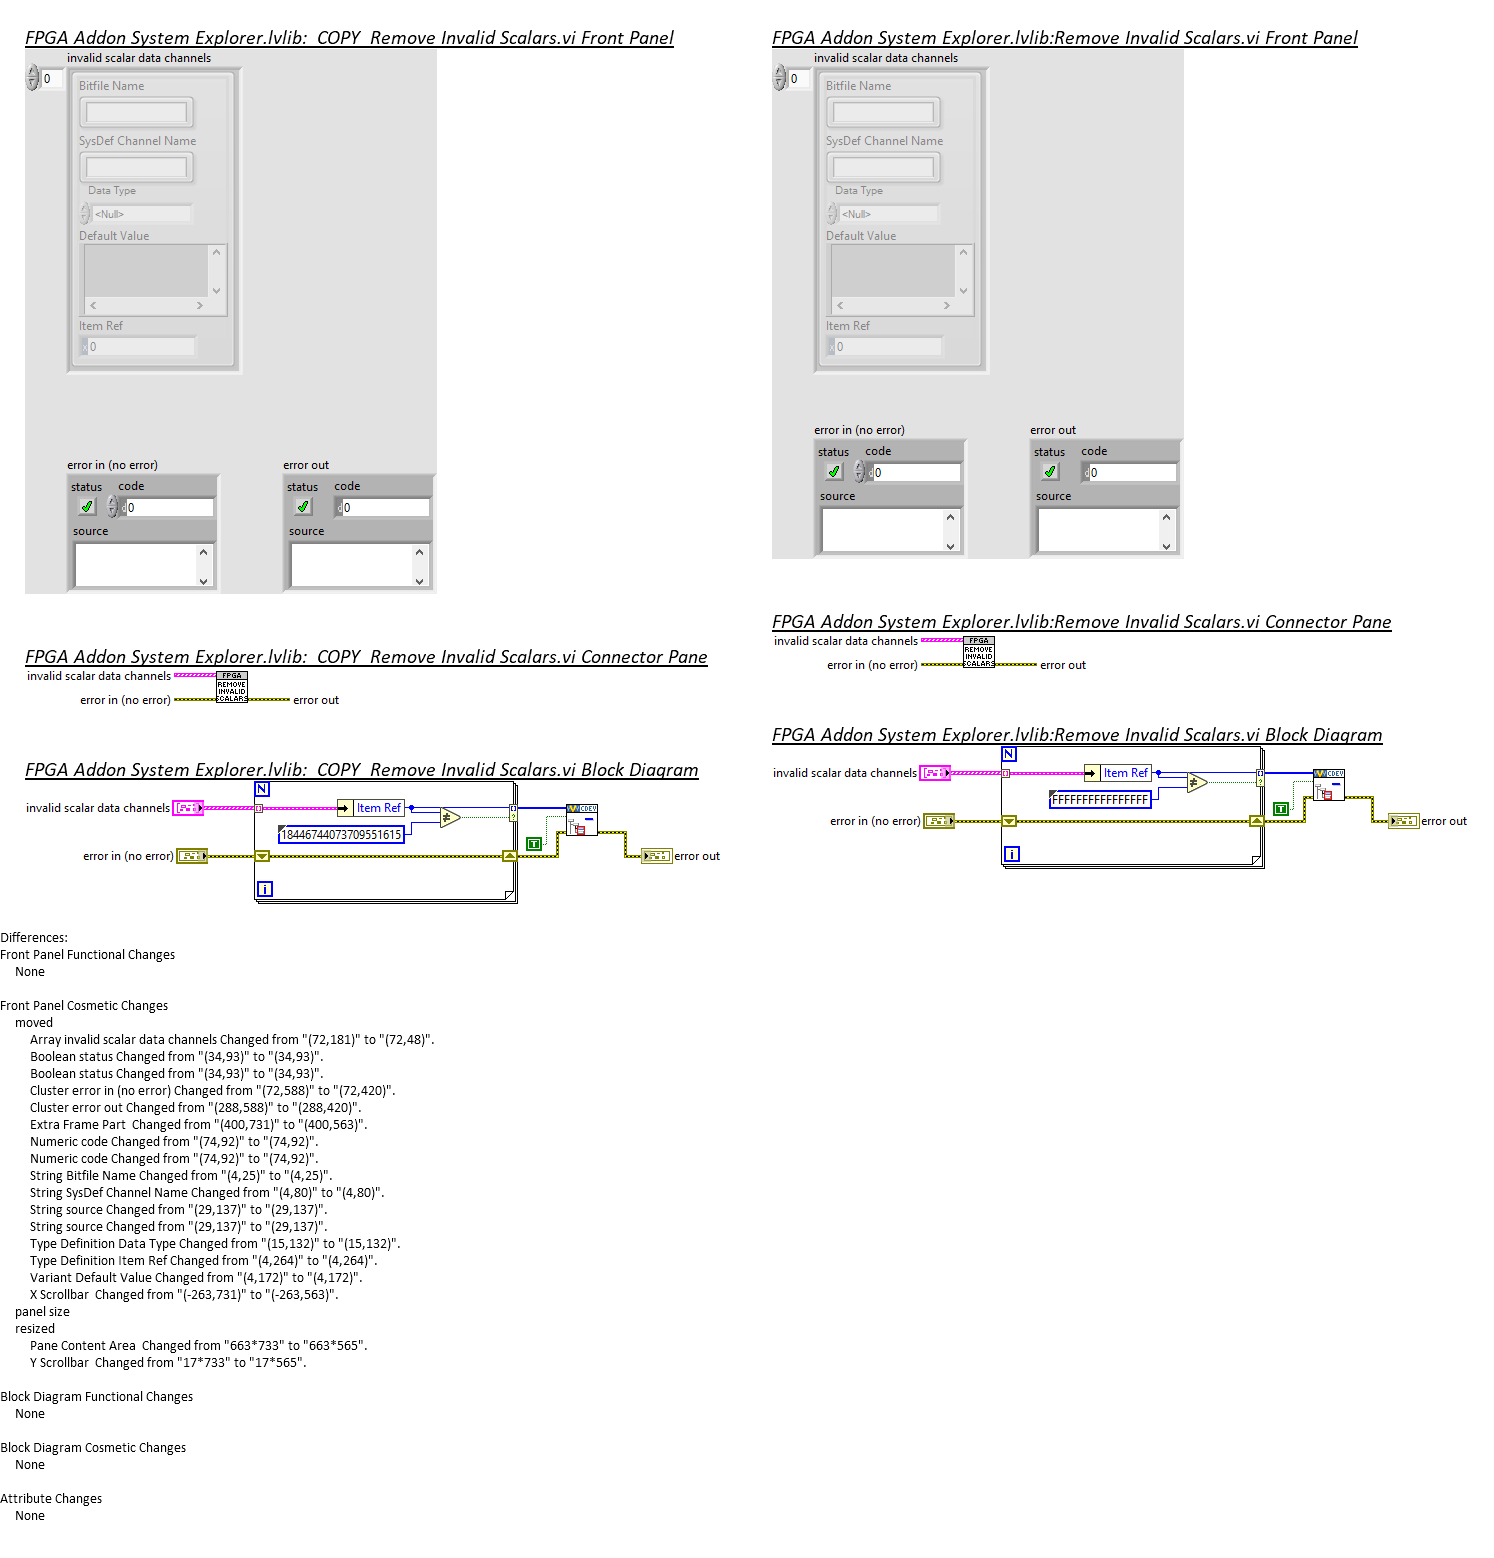 FPGA Addon System Explorer.lvlib:  COPY  Remove Invalid Scalars.vi Front Panel
invalid scalar data channels
0
Bitfile Name
SysDef Channel Name
Data Type
<Null>
Default Value
Item Ref
x 0
error in (no error)
status
code
d 0
source
error out
status
code
d 0
source
FPGA Addon System Explorer.lvlib:  COPY  Remove Invalid Scalars.vi Connector Pane
invalid scalar data channels
FPGA
REMOVE
INVALID
SCALARS
error in (no error)
error out
FPGA Addon System Explorer.lvlib:  COPY  Remove Invalid Scalars.vi Block Diagram
N
invalid scalar data channels
Item Ref
≠
CDEV
18446744073709551615
?
T
error in (no error)
error out
i
FPGA Addon System Explorer.lvlib:Remove Invalid Scalars.vi Front Panel
invalid scalar data channels
0
Bitfile Name
SysDef Channel Name
Data Type
<Null>
Default Value
Item Ref
x 0
error in (no error)
status
code
d 0
source
error out
status
code
d 0
source
FPGA Addon System Explorer.lvlib:Remove Invalid Scalars.vi Connector Pane
invalid scalar data channels
FPGA
REMOVE
INVALID
SCALARS
error in (no error)
error out
FPGA Addon System Explorer.lvlib:Remove Invalid Scalars.vi Block Diagram
N
invalid scalar data channels
Item Ref
≠
CDEV
FFFFFFFFFFFFFFFF
?
T
error in (no error)
error out
i
Differences:
Front Panel Functional Changes
None
Front Panel Cosmetic Changes
moved
Array invalid scalar data channels Changed from "(72,181)" to "(72,48)".
Boolean status Changed from "(34,93)" to "(34,93)".
Boolean status Changed from "(34,93)" to "(34,93)".
Cluster error in (no error) Changed from "(72,588)" to "(72,420)".
Cluster error out Changed from "(288,588)" to "(288,420)".
Extra Frame Part  Changed from "(400,731)" to "(400,563)".
Numeric code Changed from "(74,92)" to "(74,92)".
Numeric code Changed from "(74,92)" to "(74,92)".
String Bitfile Name Changed from "(4,25)" to "(4,25)".
String SysDef Channel Name Changed from "(4,80)" to "(4,80)".
String source Changed from "(29,137)" to "(29,137)".
String source Changed from "(29,137)" to "(29,137)".
Type Definition Data Type Changed from "(15,132)" to "(15,132)".
Type Definition Item Ref Changed from "(4,264)" to "(4,264)".
Variant Default Value Changed from "(4,172)" to "(4,172)".
X Scrollbar  Changed from "(-263,731)" to "(-263,563)".
panel size
resized
Pane Content Area  Changed from "663*733" to "663*565".
Y Scrollbar  Changed from "17*733" to "17*565".
Block Diagram Functional Changes
None
Block Diagram Cosmetic Changes
None
Attribute Changes
None